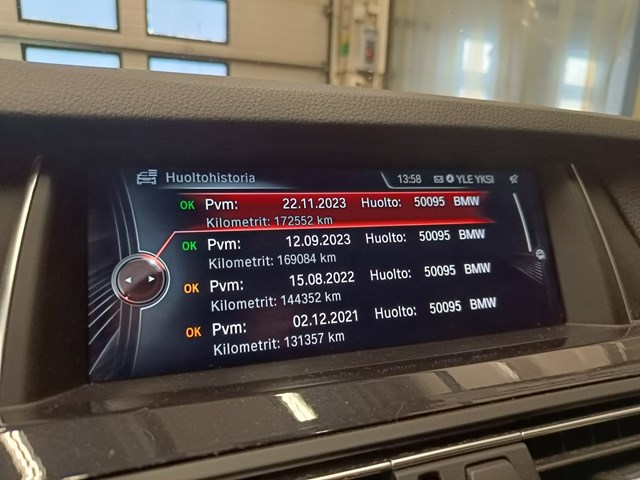 Huoltohistoria 13:58 YLE YKSI
OK Pvm: 22.11.2023 Huolto: 50095 BMW
Kilometrit: 172552 km
OK Pvm: 12.09.2023 Huolto: 50095 BMW
Kilometrit: 169084 km
OK Pvm: 15.08.2022 Huolto: 50095 BMW
Kilometrit: 144352 km
OK Pvm: 02.12.2021 Huolto: 50095 BMW
Kilometrit: 131357 km